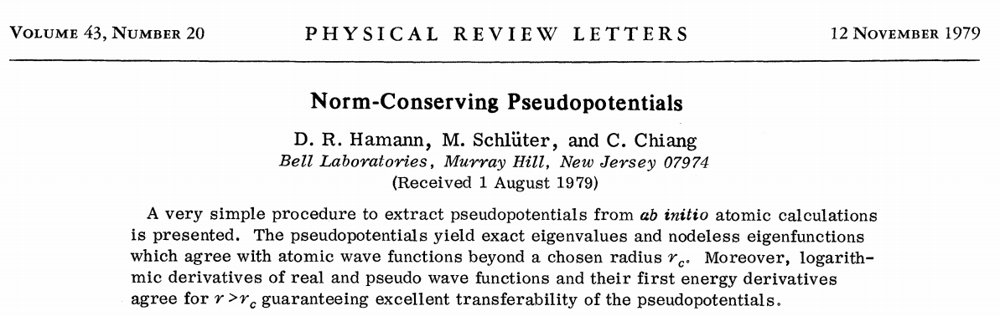 VOLUME 43, NUMBER 20 PHYSICAL REVIEW LETTERS 12 NOVEMBER 1979
Norm-Conserving Pseudopotentials
D. R. Hamann, M. Schlüter, and C. Chiang
Bell Laboratories, Murray Hill, New Jersey 07974
(Received 1 August 1979)
A very simple procedure to extract pseudopotentials from ab initio atomic calculations
is presented. The pseudopotentials yield exact eigenvalues and nodeless eigenfunctions
which agree with atomic wave functions beyond a chosen radius r_c. Moreover, logarith-
mic derivatives of real and pseudo wave functions and their first energy derivatives
agree for r > r_c guaranteeing excellent transferability of the pseudopotentials.